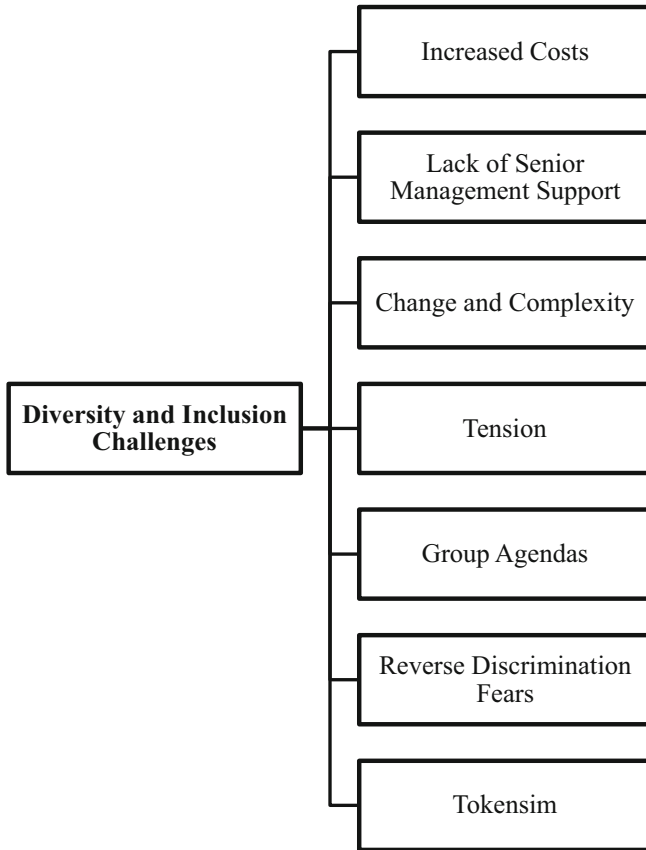 Increased Costs
Lack of Senior
Management Support
Change and Complexity
Diversity and Inclusion
Challenges
Tension
Group Agendas
Reverse Discrimination
Fears
Tokensim